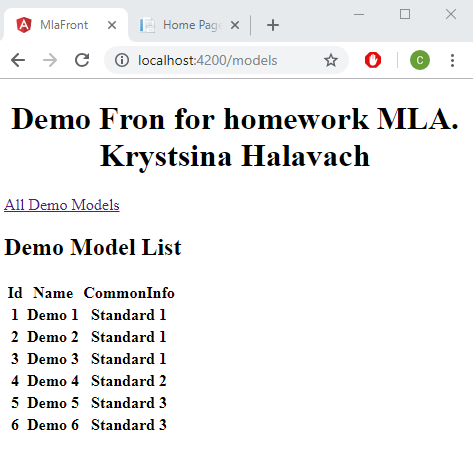 MlaFront
Home Page
localhost:4200/models
C
Demo Fron for homework MLA.
Krystsina Halavach
All Demo Models
Demo Model List
Id Name CommonInfo
1 Demo 1 Standard 1
2 Demo 2 Standard 1
3 Demo 3 Standard 1
4 Demo 4 Standard 2
5 Demo 5 Standard 3
6 Demo 6 Standard 3